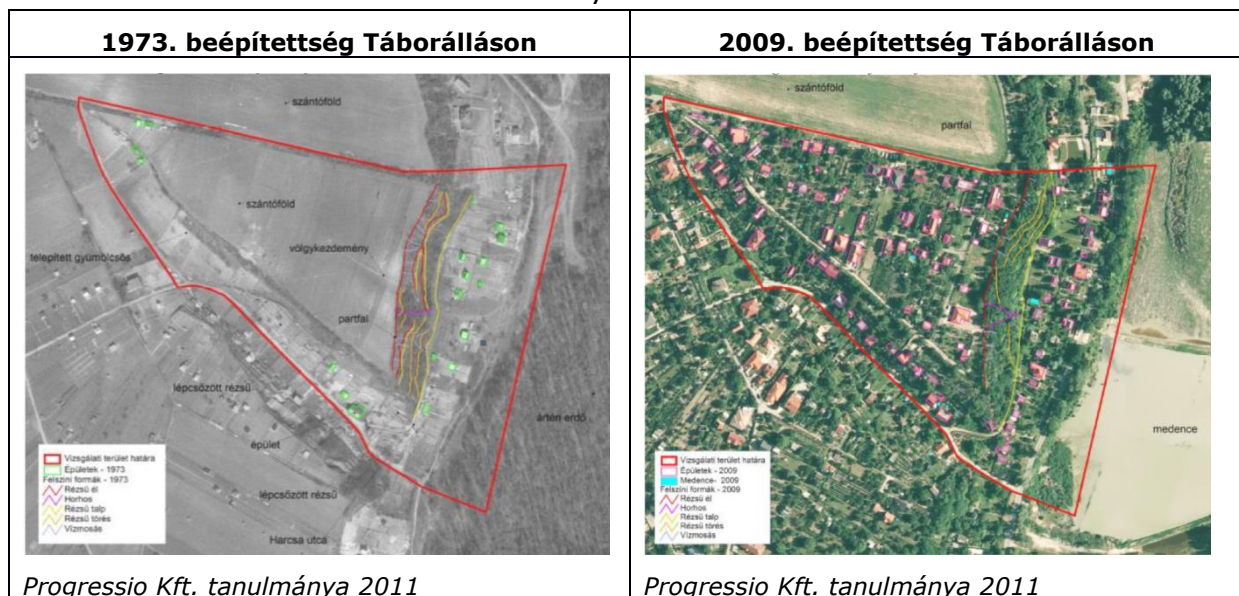 1973. beépítettség Táborálláson
szántóföld
szántóföld
telepített gyümölcsös
völgykezdemény
partfal
lépcsőzött rézsű
ártéri erdő
épület
lépcsőzött rézsű
Harcsa utca
Vizsgálati terület határa
Épületek - 1973
Felszíni formák - 1973
Rézsű él
Horhos
Rézsű talp
Rézsű törés
Vízmosás
Progressio Kft. tanulmánya 2011
2009. beépítettség Táborálláson
szántóföld
partfal
medence
Vizsgálati terület határa
Épületek - 2009
Medence- 2009
Felszíni formák - 2009
Rézsű él
Horhos
Rézsű talp
Rézsű törés
Vízmosás
Progressio Kft. tanulmánya 2011